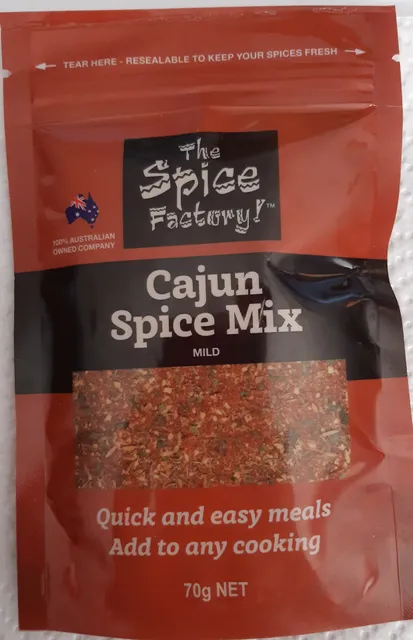 TEAR HERE - RESEALABLE TO KEEP YOUR SPICES FRESH
The
Spice
Factory!™
100% AUSTRALIAN
OWNED COMPANY
Cajun
Spice Mix
MILD
Quick and easy meals
Add to any cooking
70g NET